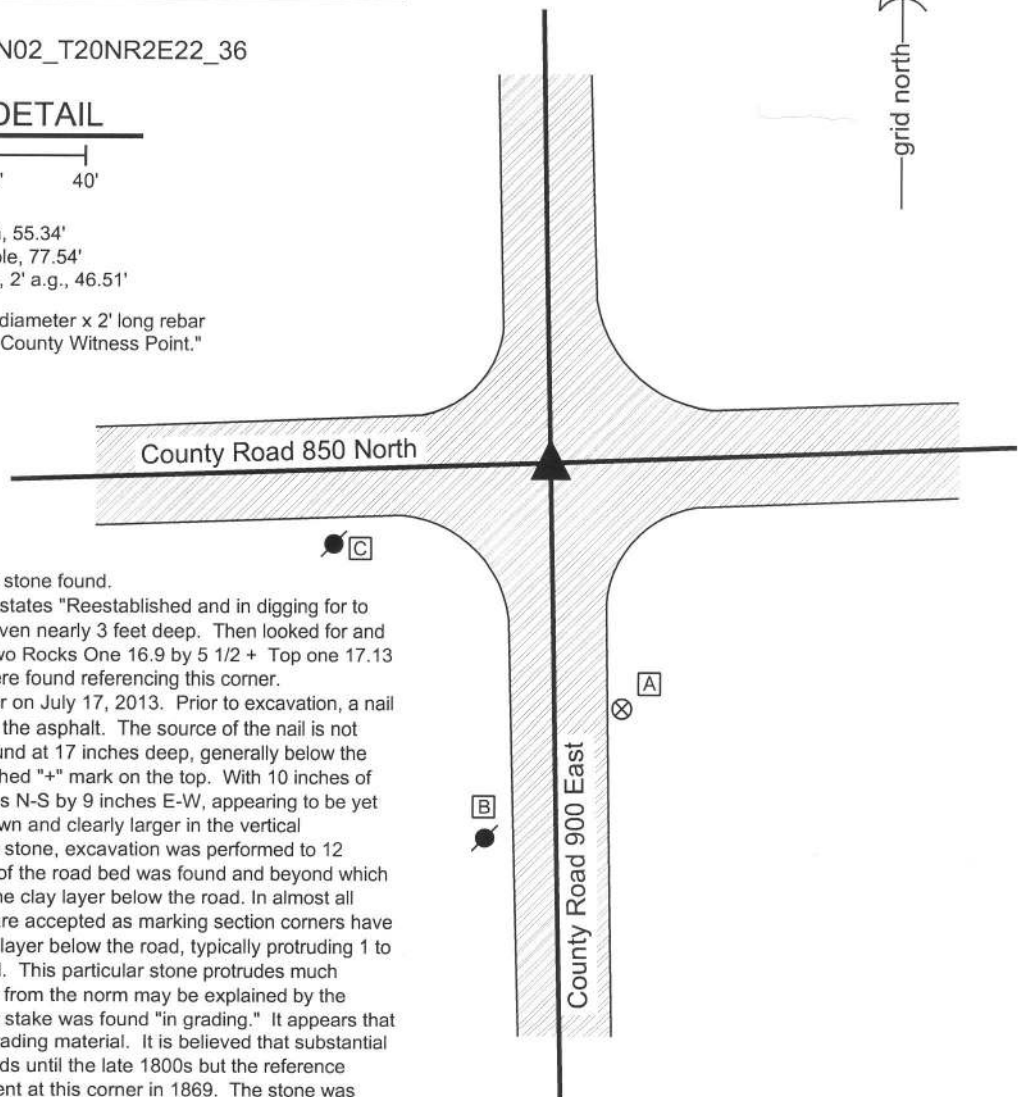 N02_T20NR2E22_36
DETAIL
40'
, 55.34'
ple, 77.54'
, 2' a.g., 46.51'
diameter x 2' long rebar
County Witness Point."
grid north
County Road 850 North
C
A
B
County Road 900 East
stone found.
states "Reestablished and in digging for to
ven nearly 3 feet deep. Then looked for and
wo Rocks One 16.9 by 5 1/2 + Top one 17.13
ere found referencing this corner.
r on July 17, 2013. Prior to excavation, a nail
the asphalt. The source of the nail is not
und at 17 inches deep, generally below the
hed "+" mark on the top. With 10 inches of
s N-S by 9 inches E-W, appearing to be yet
wn and clearly larger in the vertical
stone, excavation was performed to 12
of the road bed was found and beyond which
he clay layer below the road. In almost all
are accepted as marking section corners have
layer below the road, typically protruding 1 to
l. This particular stone protrudes much
from the norm may be explained by the
stake was found "in grading." It appears that
rading material. It is believed that substantial
ds until the late 1800s but the reference
ent at this corner in 1869. The stone was